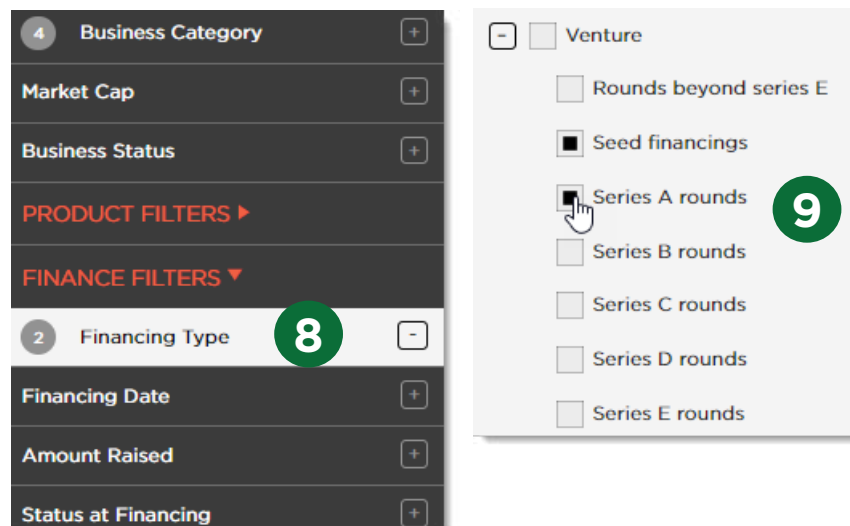 4 Business Category +
Market Cap +
Business Status +
PRODUCT FILTERS ▶
FINANCE FILTERS ▼
2 Financing Type 8 -
Financing Date +
Amount Raised +
Status at Financing +
- Venture
Rounds beyond series E
Seed financings
Series A rounds 9
Series B rounds
Series C rounds
Series D rounds
Series E rounds